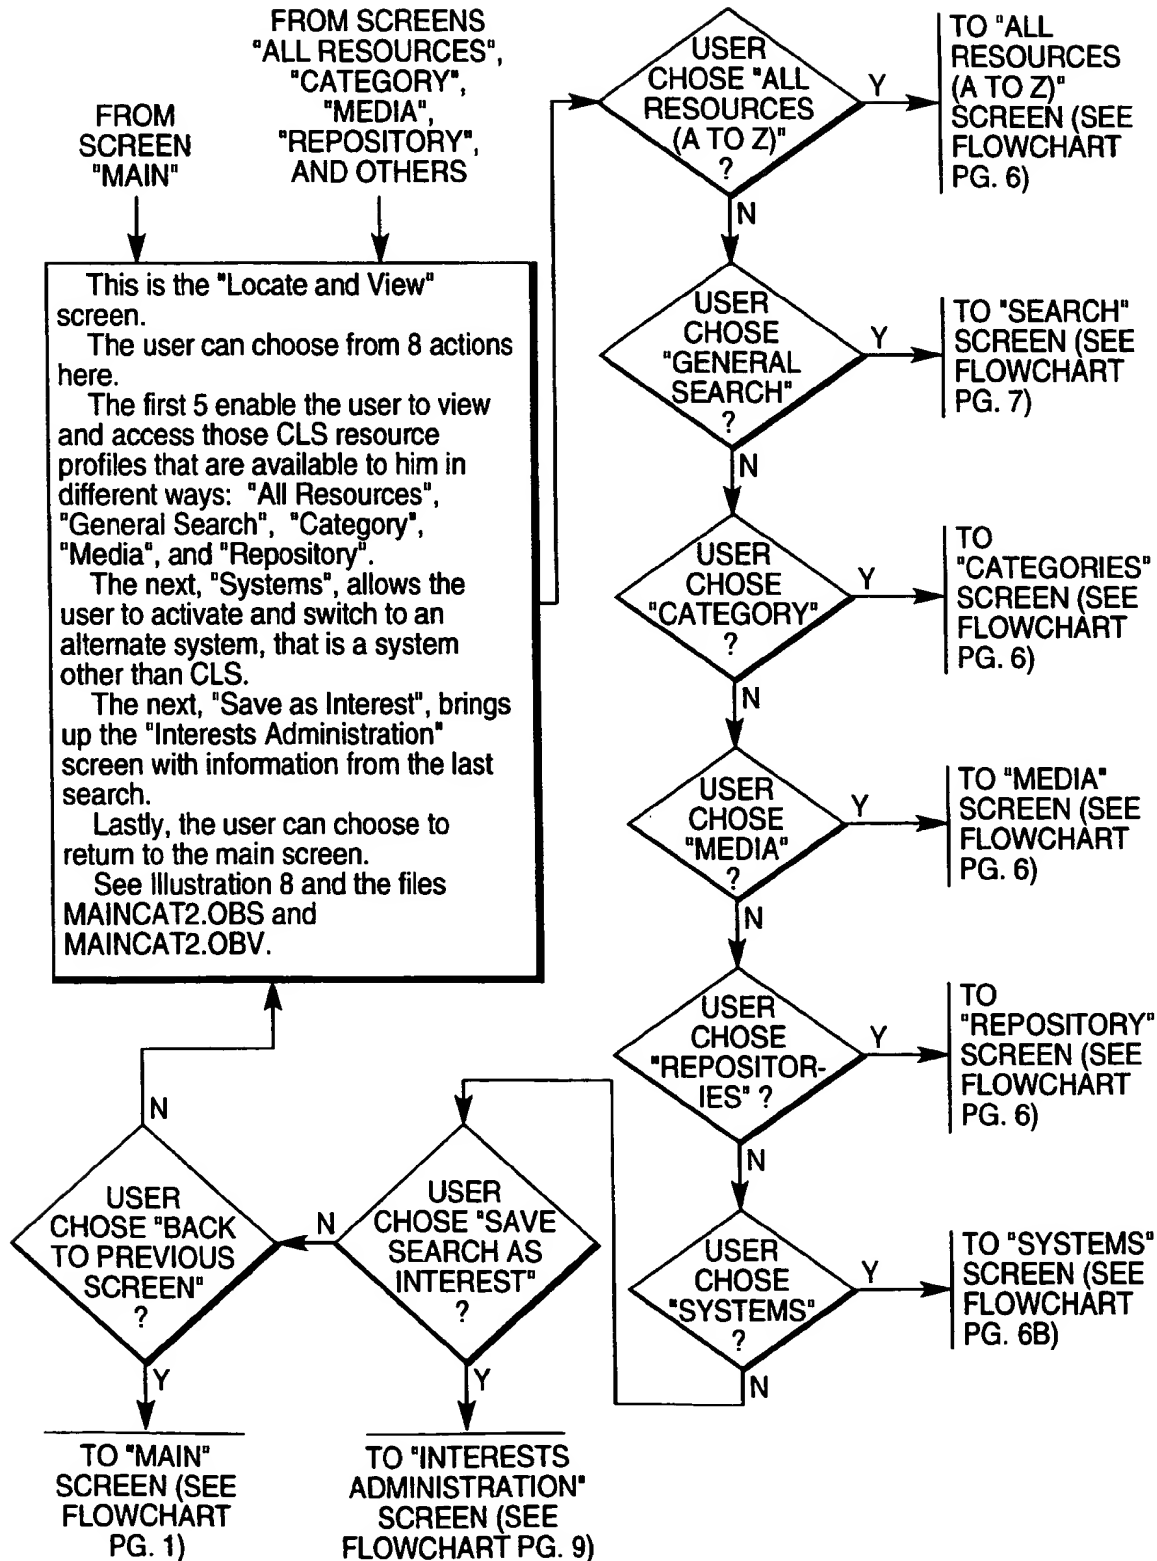 FROM
SCREEN
"MAIN"
FROM SCREENS
"ALL RESOURCES",
"CATEGORY",
"MEDIA",
"REPOSITORY",
AND OTHERS
This is the "Locate and View"
screen.
The user can choose from 8 actions
here.
The first 5 enable the user to view
and access those CLS resource
profiles that are available to him in
different ways: "All Resources",
"General Search", "Category",
"Media", and "Repository".
The next, "Systems", allows the
user to activate and switch to an
alternate system, that is a system
other than CLS.
The next, "Save as Interest", brings
up the "Interests Administration"
screen with information from the last
search.
Lastly, the user can choose to
return to the main screen.
See Illustration 8 and the files
MAINCAT2.OBS and
MAINCAT2.OBV.
USER
CHOSE "ALL
RESOURCES
(A TO Z)"
?
Y
TO "ALL
RESOURCES
(A TO Z)"
SCREEN (SEE
FLOWCHART
PG. 6)
N
USER
CHOSE
"GENERAL
SEARCH"
?
Y
TO "SEARCH"
SCREEN (SEE
FLOWCHART
PG. 7)
N
USER
CHOSE
"CATEGORY"
?
Y
TO
"CATEGORIES"
SCREEN (SEE
FLOWCHART
PG. 6)
N
USER
CHOSE
"MEDIA"
?
Y
TO "MEDIA"
SCREEN (SEE
FLOWCHART
PG. 6)
N
USER
CHOSE
"REPOSITOR-
IES" ?
Y
TO
"REPOSITORY"
SCREEN (SEE
FLOWCHART
PG. 6)
N
USER
CHOSE
"SYSTEMS"
?
Y
TO "SYSTEMS"
SCREEN (SEE
FLOWCHART
PG. 6B)
N
USER
CHOSE "SAVE
SEARCH AS
INTEREST"
?
Y
TO "INTERESTS
ADMINISTRATION"
SCREEN (SEE
FLOWCHART PG. 9)
N
USER
CHOSE "BACK
TO PREVIOUS
SCREEN"
?
Y
TO "MAIN"
SCREEN (SEE
FLOWCHART
PG. 1)
N